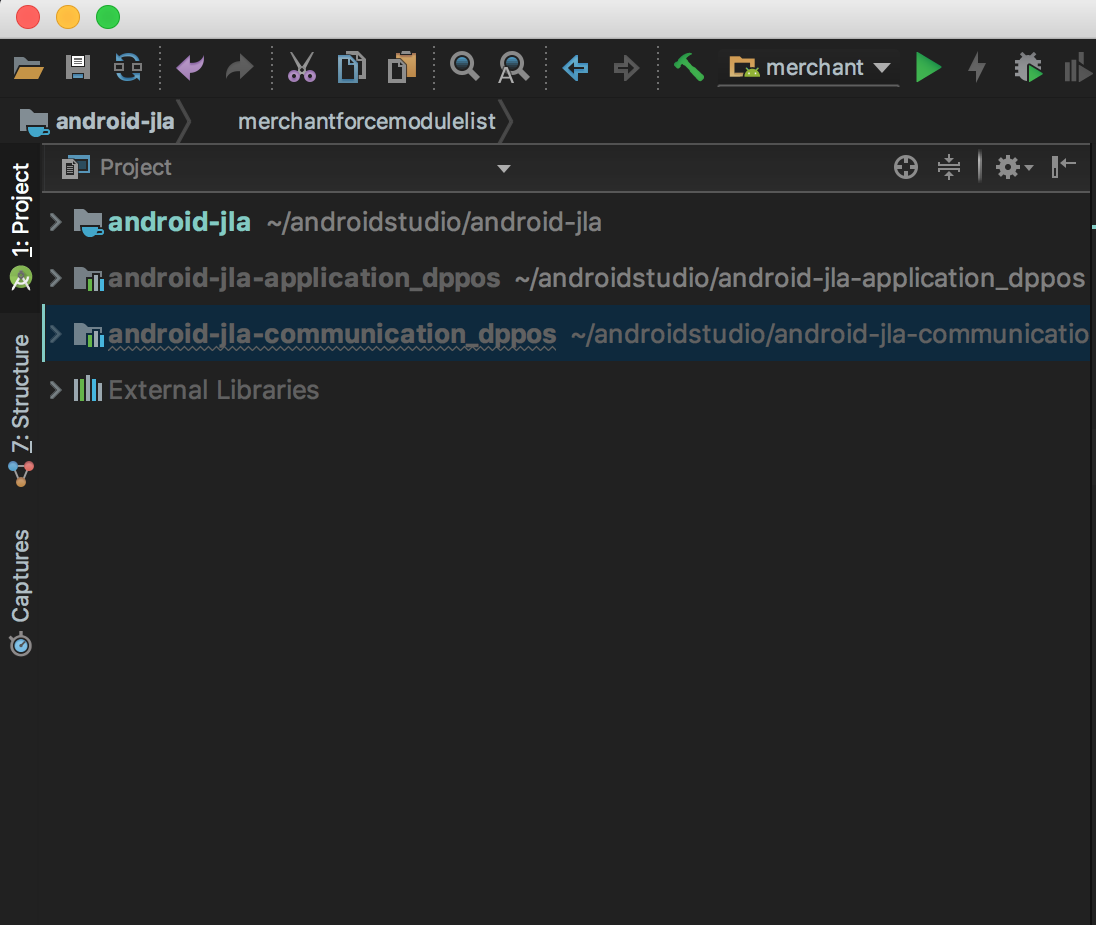 merchant
android-jla merchantforcemodulelist
Project
android-jla ~/androidstudio/android-jla
android-jla-application_dppos ~/androidstudio/android-jla-application_dppos
android-jla-communication_dppos ~/androidstudio/android-jla-communicatio
External Libraries
1: Project
7: Structure
Captures